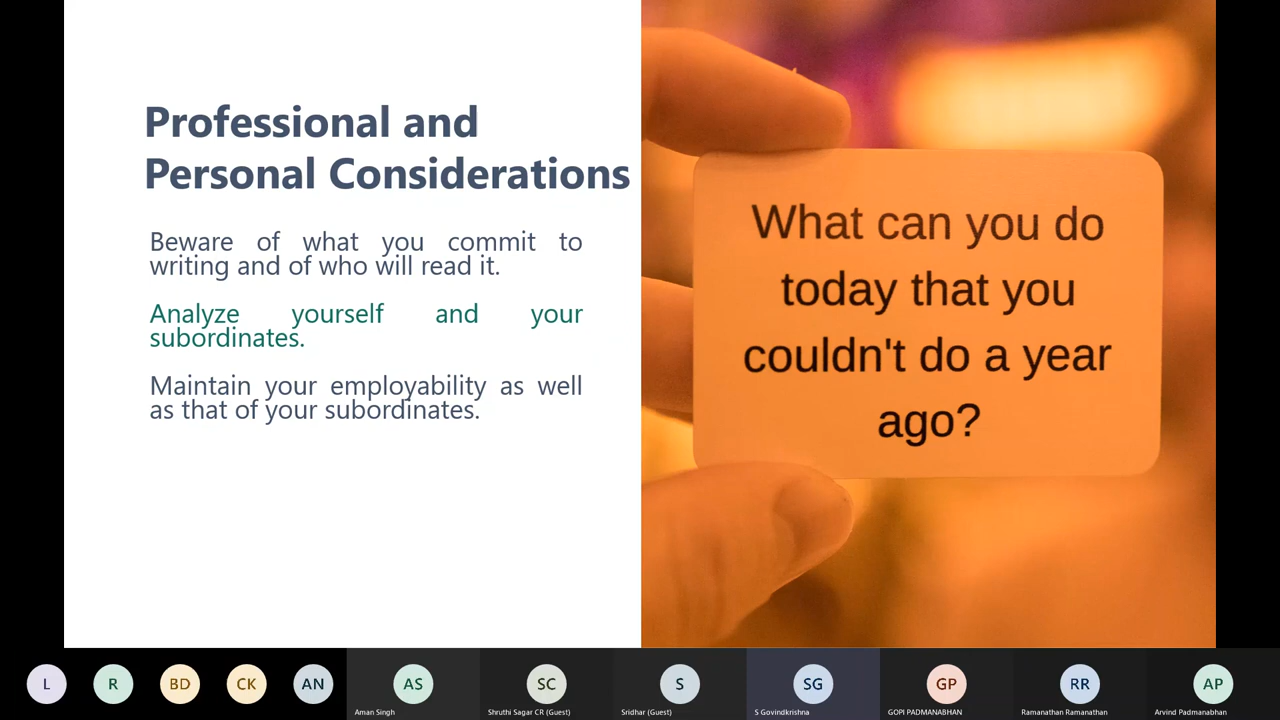 Professional and
Personal Considerations
Beware of what you commit to
writing and of who will read it.
Analyze yourself and your
subordinates.
Maintain your employability as well
as that of your subordinates.
What can you do
today that you
couldn't do a year
ago?
L R BD CK AN AS SC S SG GP RR AP
Aman Singh Shruthi Sagar CR (Guest) Sridhar (Guest) S Govindkrishna GOPI PADMANABHAN Ramanathan Ramanathan Arvind Padmanabhan